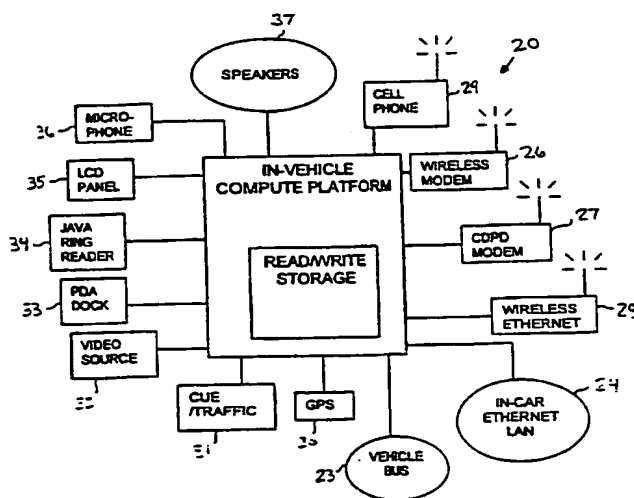 37
SPEAKERS
20
CELL
PHONE
29
MICRO-
PHONE
36
IN-VEHICLE
COMPUTE PLATFORM
WIRELESS
MODEM
26
LCD
PANEL
35
JAVA
RING
READER
34
READ/WRITE
STORAGE
CDPD
MODEM
27
PDA
DOCK
33
WIRELESS
ETHERNET
VIDEO
SOURCE
CUE
/TRAFFIC
GPS
30
IN-CAR
ETHERNET
LAN
VEHICLE
BUS
23